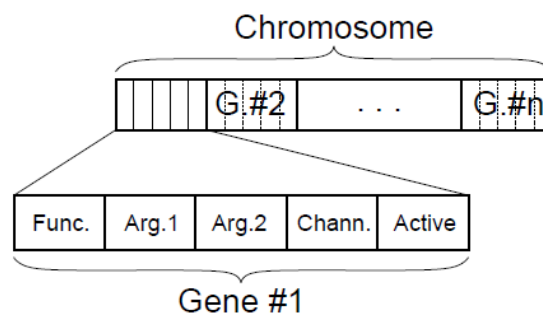 Chromosome
G.#2 . . . G.#n
Func. Arg.1 Arg.2 Chann. Active
Gene #1